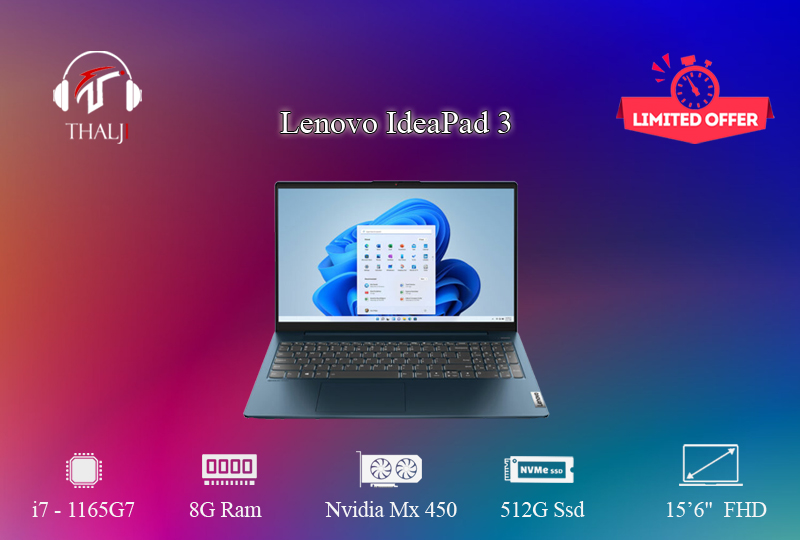 THALJI
LIMITED OFFER
Lenovo IdeaPad 3
Lenovo
NVMe SSD
i7 - 1165G7
8G Ram
Nvidia Mx 450
512G Ssd
15’6" FHD